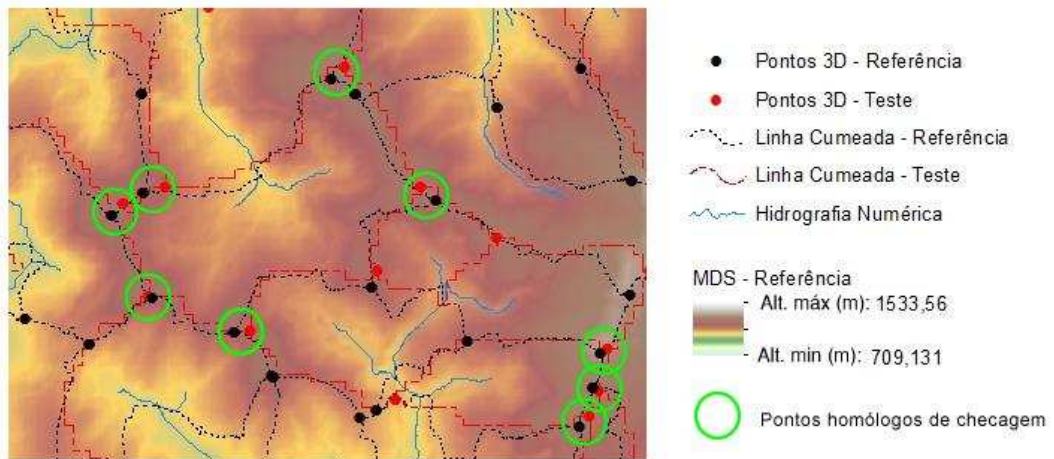 Pontos 3D - Referência
Pontos 3D - Teste
Linha Cumeada - Referência
Linha Cumeada - Teste
Hidrografia Numérica
MDS - Referência
Alt. máx (m): 1533,56
Alt. min (m): 709,131
Pontos homólogos de checagem